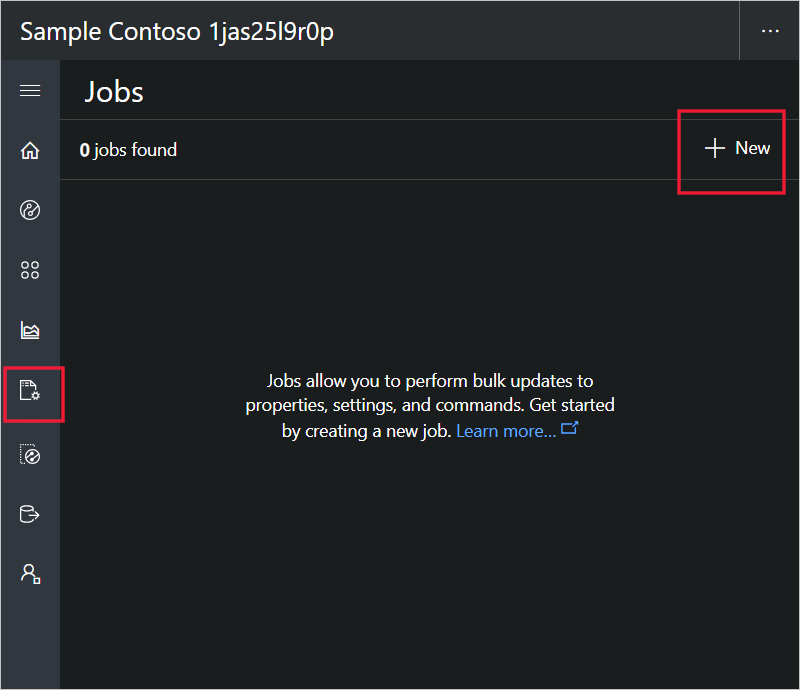 Sample Contoso 1jas25l9r0p
...
Jobs
0 jobs found
New
Jobs allow you to perform bulk updates to
properties, settings, and commands. Get started
by creating a new job. Learn more...